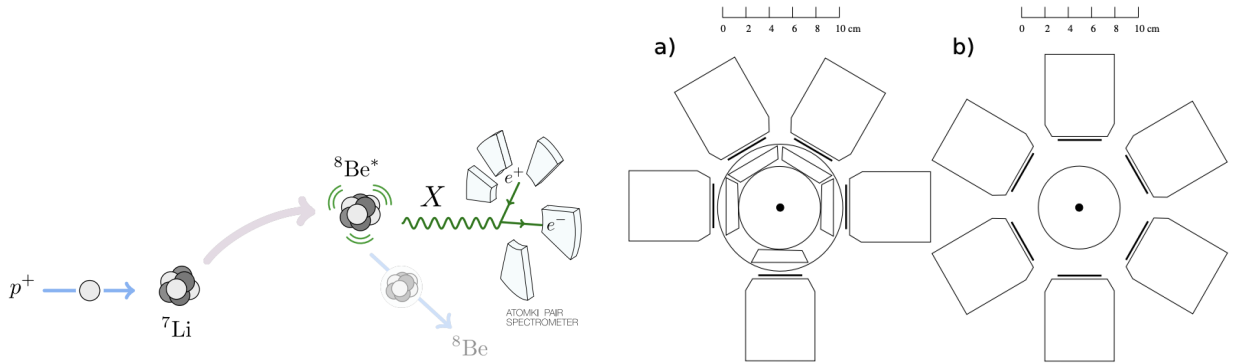 p⁺
⁷Li
⁸Be*
X
e⁺
e⁻
ATOMKI PAIR
SPECTROMETER
⁸Be
0 2 4 6 8 10 cm
a)
0 2 4 6 8 10 cm
b)